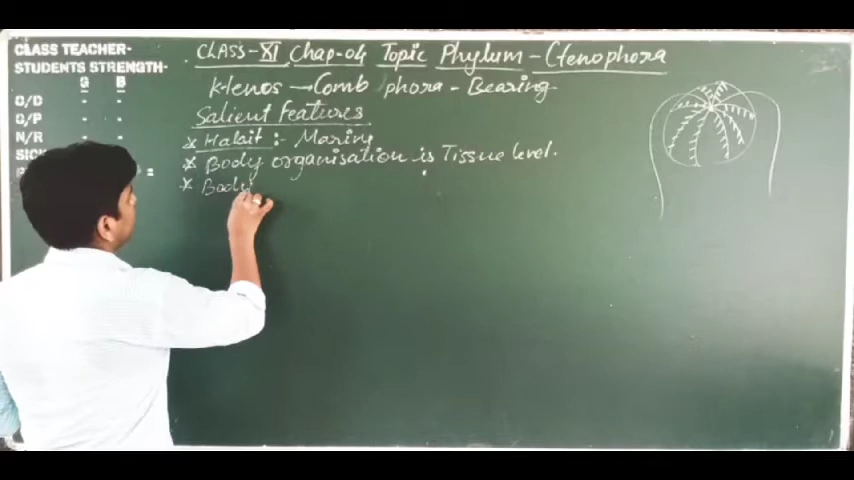 CLASS TEACHER-
STUDENTS STRENGTH-
G B
O/D - -
O/P - -
N/R - -
CLASS-XI Chap-04 Topic Phylum-Ctenophora
Ktenos → Comb phora - Bearing
Salient features
* Habit :- Marine
* Body organisation is Tissue level.
* Body